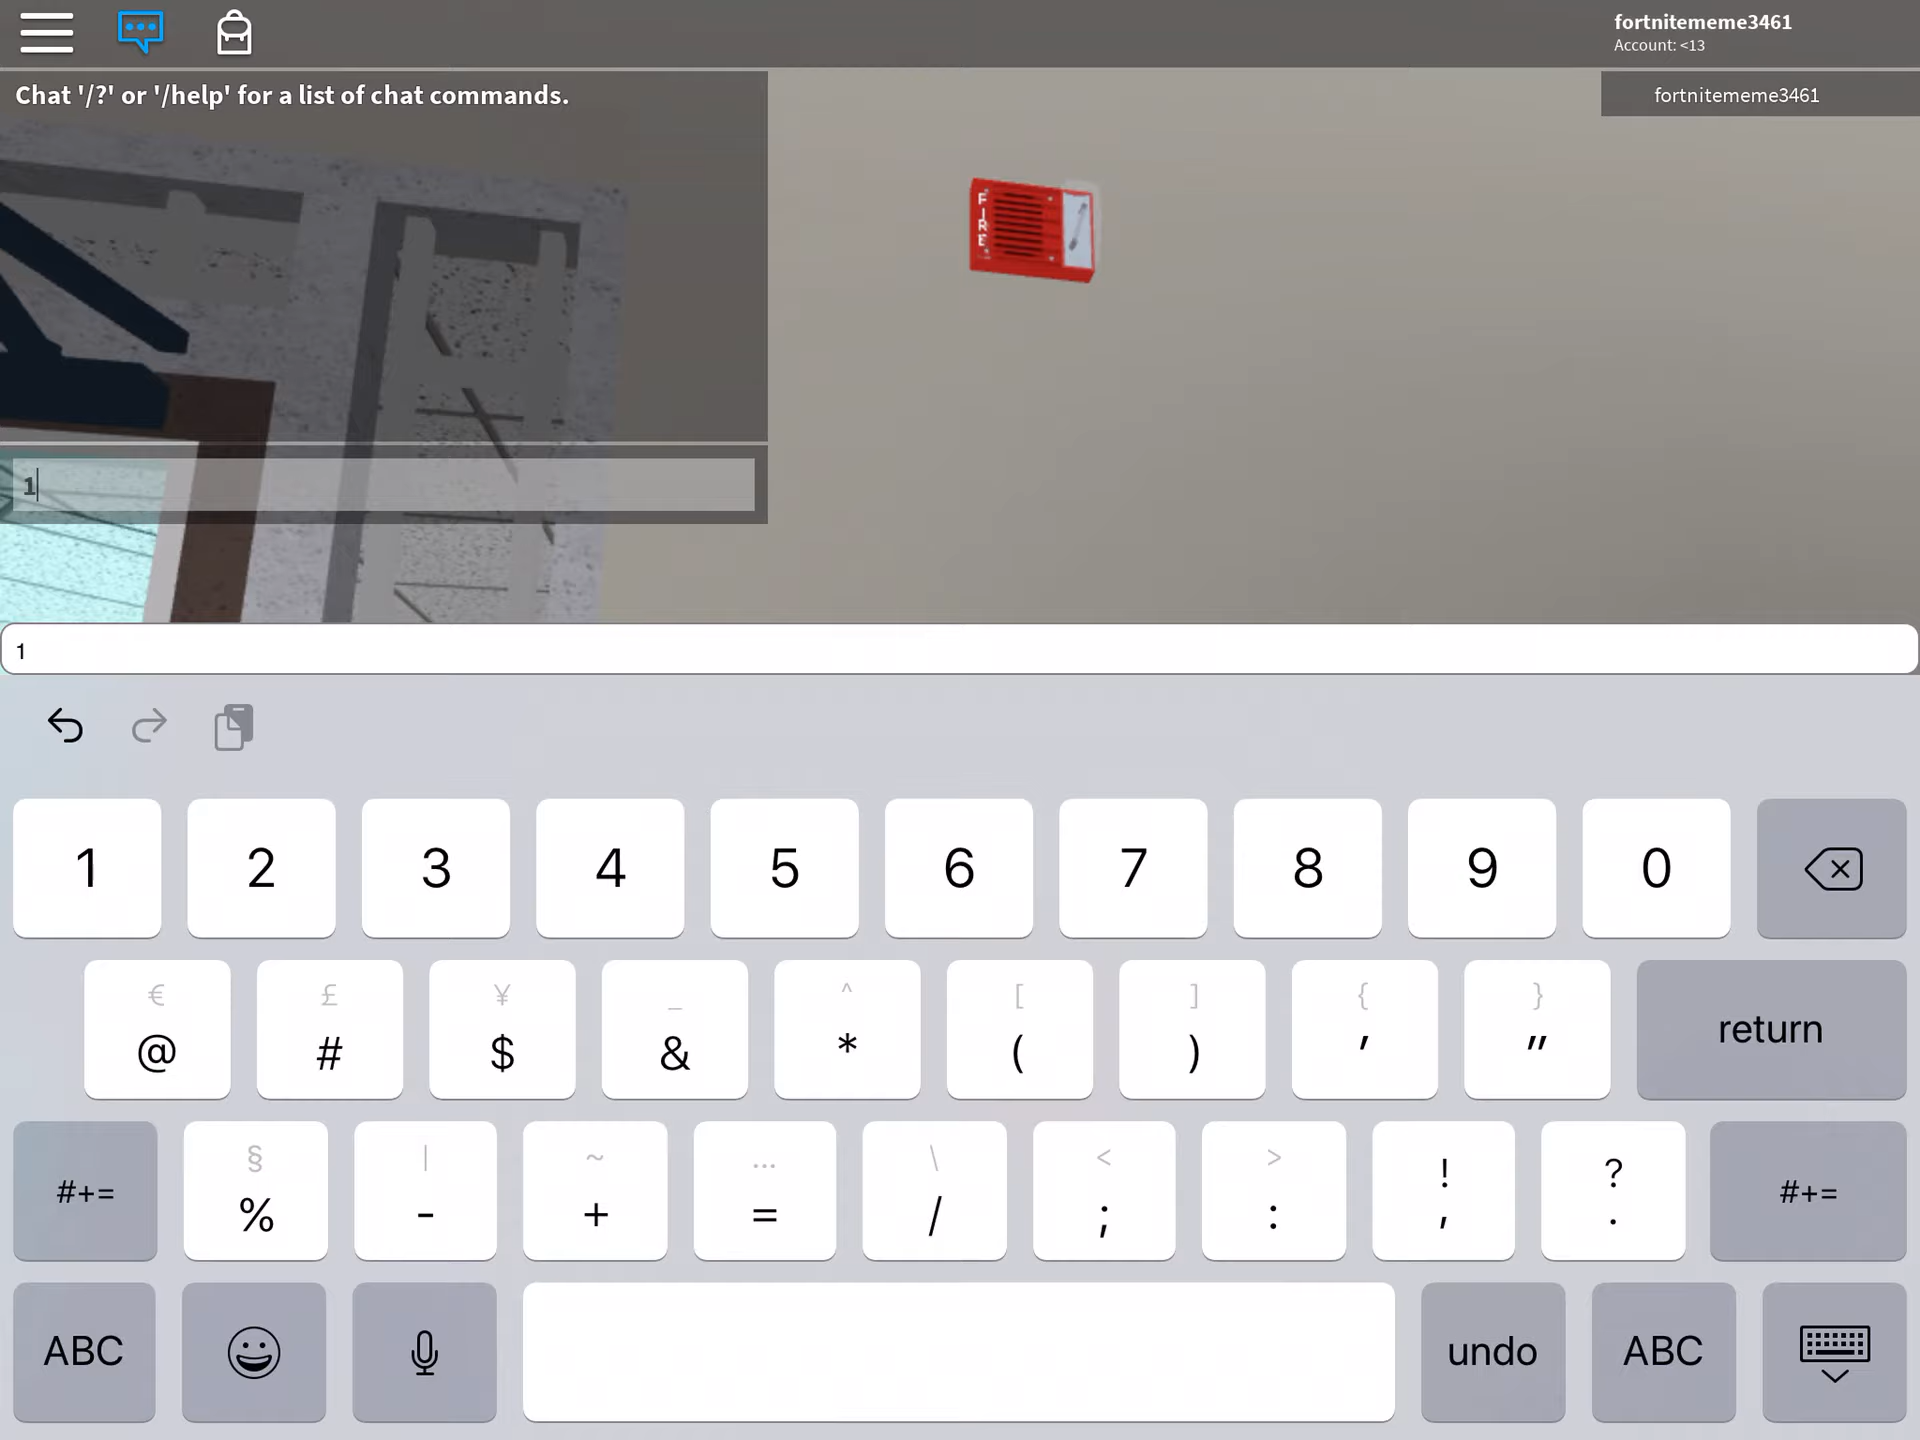 fortnitememe3461
Account: <13
Chat '/?' or '/help' for a list of chat commands.
fortnitememe3461
FIRE
1
1
1 2 3 4 5 6 7 8 9 0
€ £ ¥ _ ^ [ ] { }
@ # $ & * ( ) ' " return
§ | ~ … \ < > ! ?
#+= % - + = / ; : , . #+=
ABC undo ABC